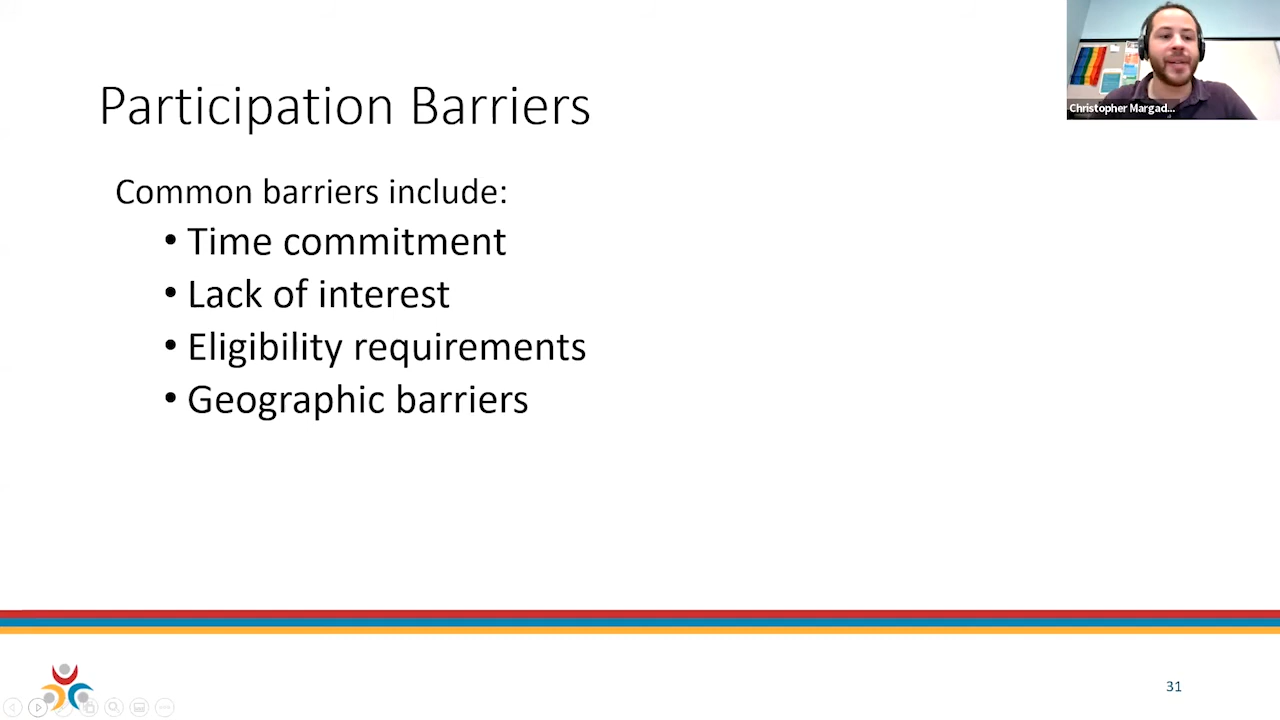 Participation Barriers
Christopher Margad...
Common barriers include:
• Time commitment
• Lack of interest
• Eligibility requirements
• Geographic barriers
31